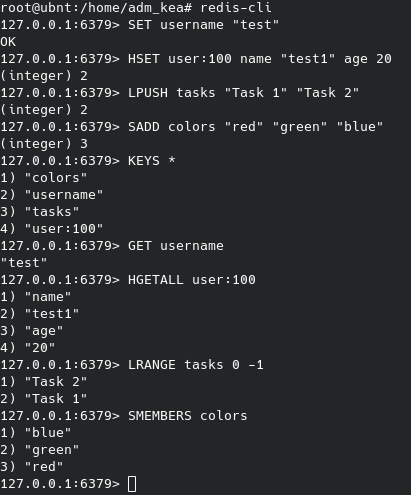 root@ubnt:/home/adm_kea# redis-cli
127.0.0.1:6379> SET username "test"
OK
127.0.0.1:6379> HSET user:100 name "test1" age 20
(integer) 2
127.0.0.1:6379> LPUSH tasks "Task 1" "Task 2"
(integer) 2
127.0.0.1:6379> SADD colors "red" "green" "blue"
(integer) 3
127.0.0.1:6379> KEYS *
1) "colors"
2) "username"
3) "tasks"
4) "user:100"
127.0.0.1:6379> GET username
"test"
127.0.0.1:6379> HGETALL user:100
1) "name"
2) "test1"
3) "age"
4) "20"
127.0.0.1:6379> LRANGE tasks 0 -1
1) "Task 2"
2) "Task 1"
127.0.0.1:6379> SMEMBERS colors
1) "blue"
2) "green"
3) "red"
127.0.0.1:6379>